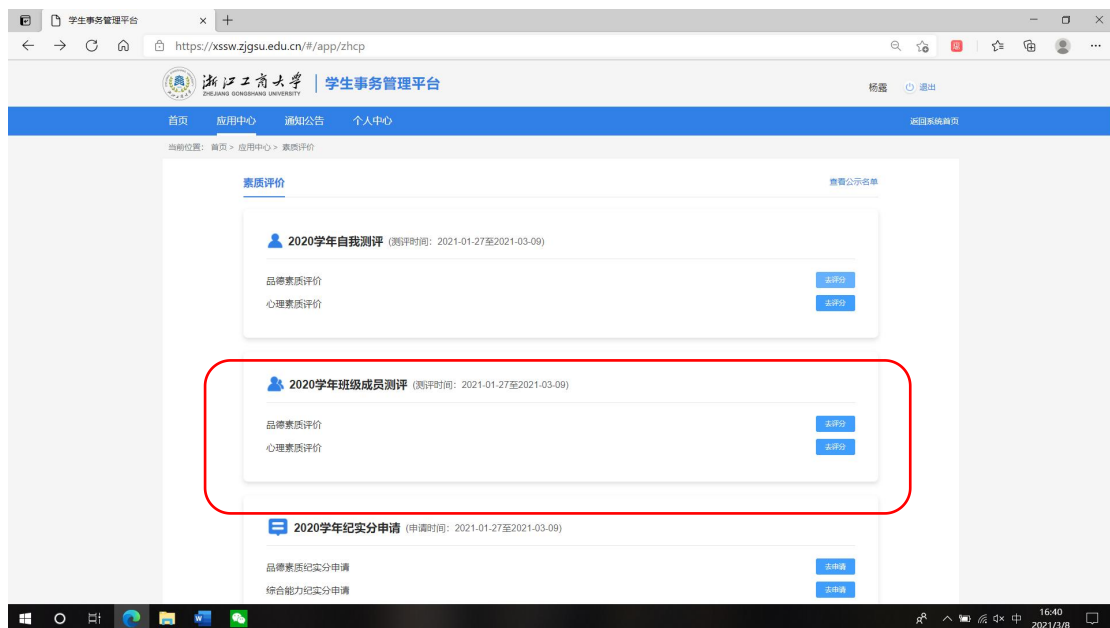 学生事务管理平台
https://xssw.zjgsu.edu.cn/#/app/zhcp
浙江工商大学 学生事务管理平台
ZHEJIANG GONGSHANG UNIVERSITY
杨露 退出
首页 应用中心 通知公告 个人中心 返回系统首页
当前位置: 首页 > 应用中心 > 素质评价
素质评价 查看公示名单
2020学年自我测评 (测评时间: 2021-01-27至2021-03-09)
品德素质评价 去评分
心理素质评价 去评分
2020学年班级成员测评 (测评时间: 2021-01-27至2021-03-09)
品德素质评价 去评分
心理素质评价 去评分
2020学年纪实分申请 (申请时间: 2021-01-27至2021-03-09)
品德素质纪实分申请 去申请
综合能力纪实分申请 去申请
中 16:40
2021/3/8